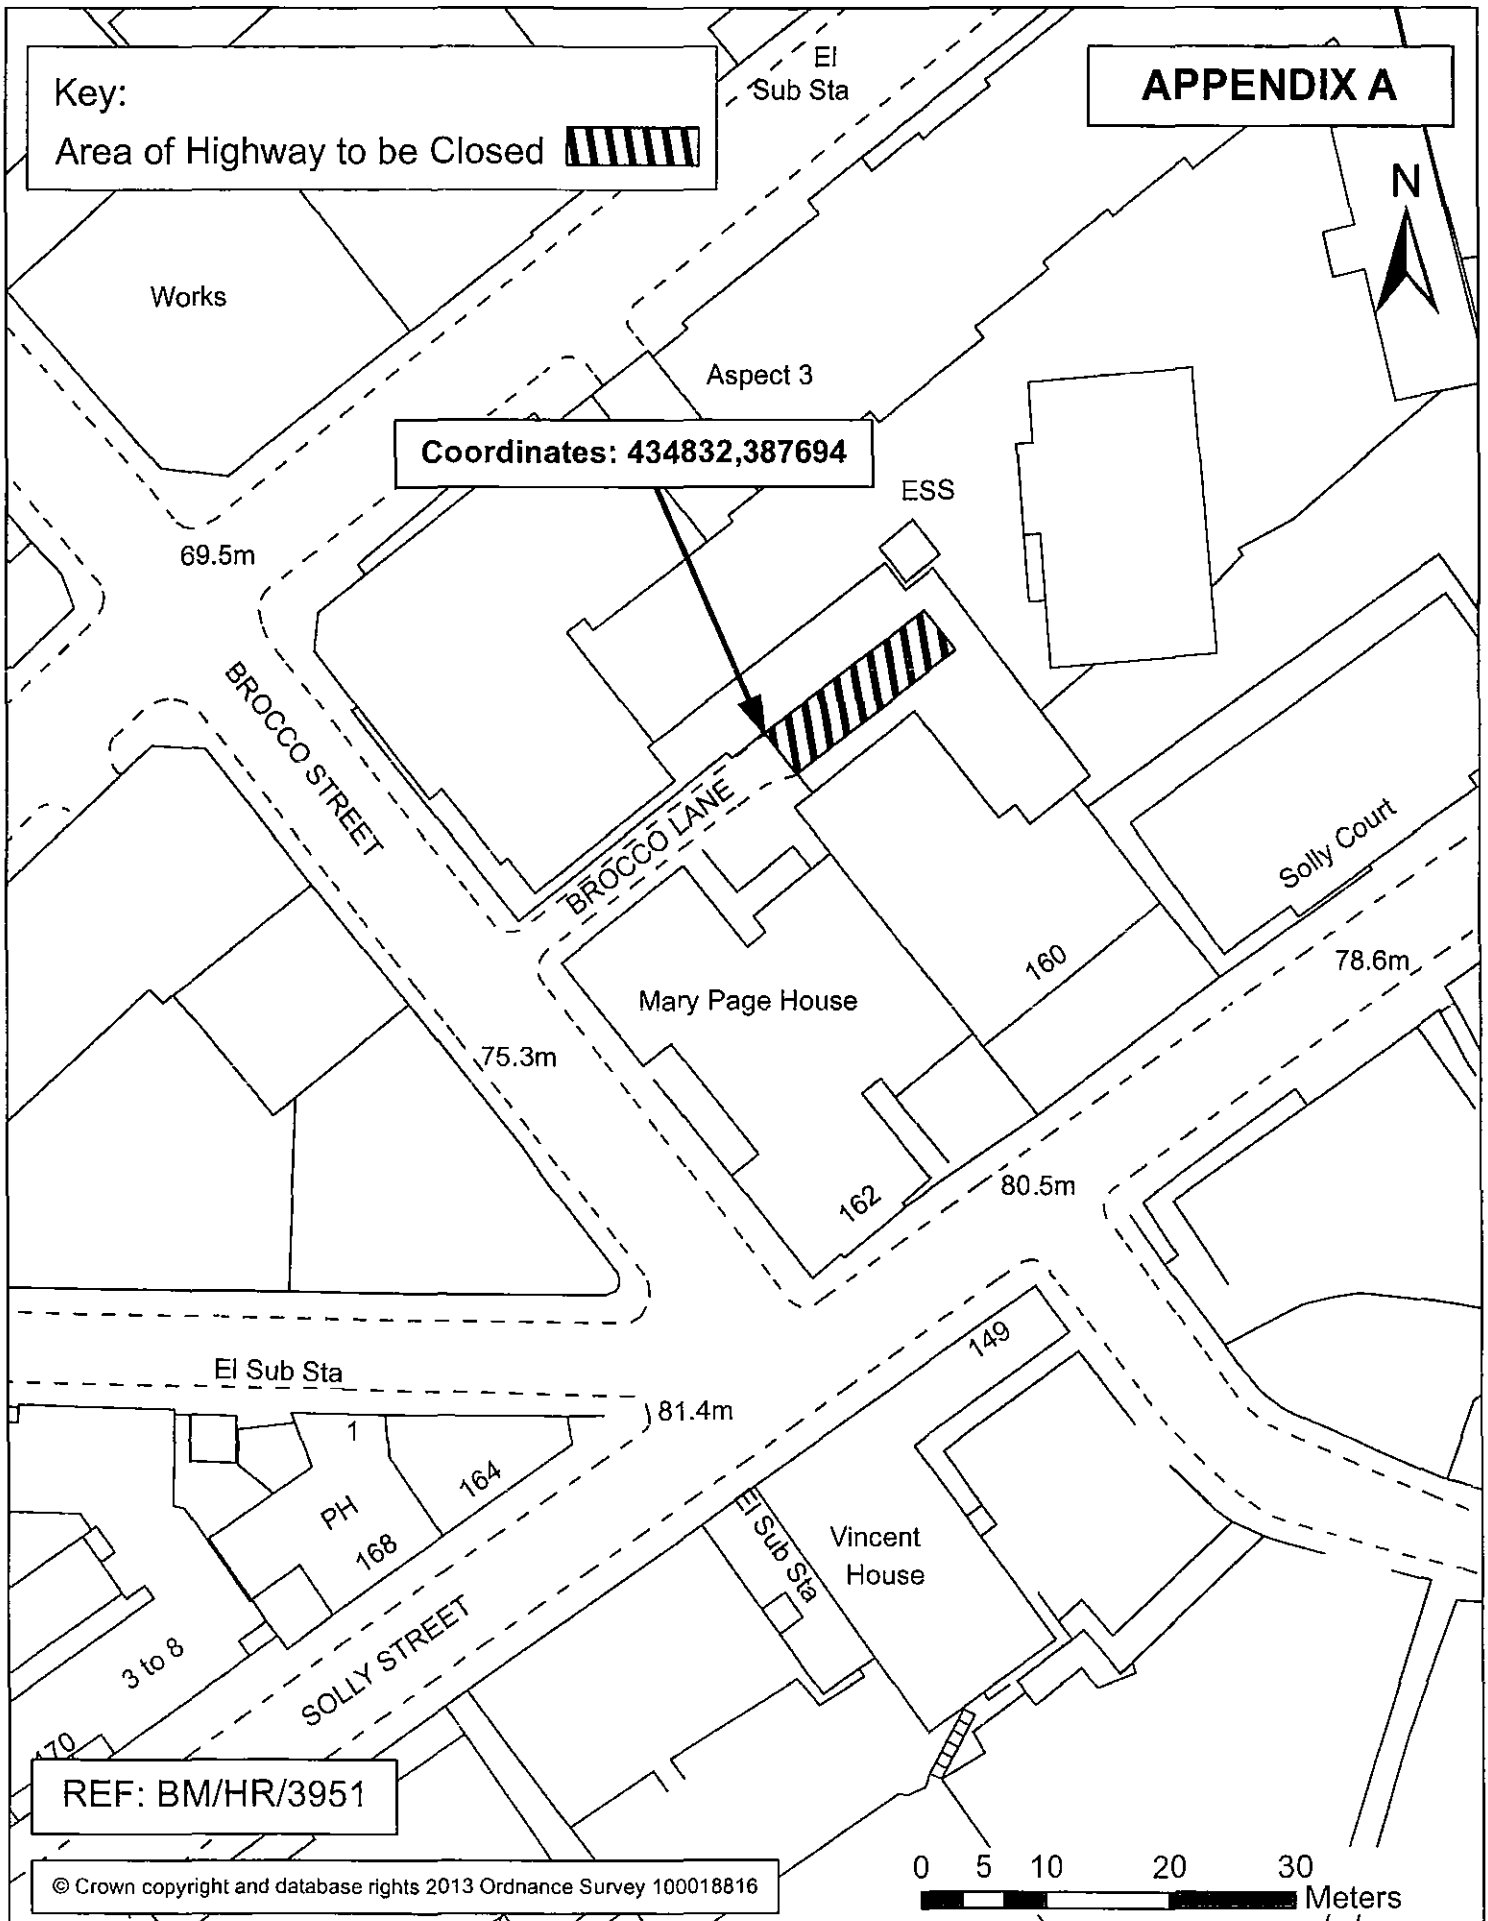 El
Sub Sta
APPENDIX A
Key:
Area of Highway to be Closed
N
Works
Aspect 3
Coordinates: 434832,387694
ESS
69.5m
BROCCO STREET
BROCCO LANE
Solly Court
160
78.6m
Mary Page House
75.3m
162
80.5m
149
El Sub Sta
81.4m
1
164
PH
168
El Sub Sta
Vincent
House
3 to 8
SOLLY STREET
170
REF: BM/HR/3951
© Crown copyright and database rights 2013 Ordnance Survey 100018816
0 5 10 20 30
Meters